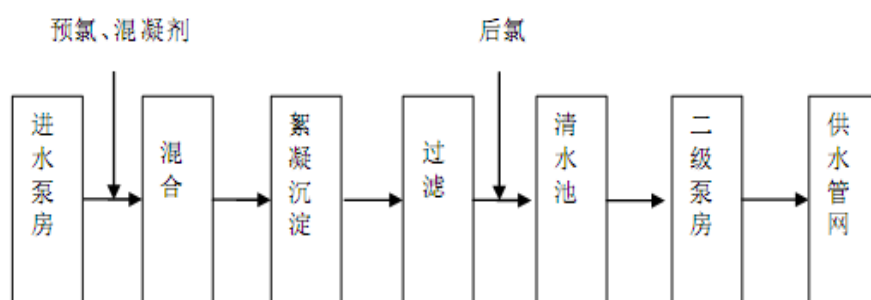 预氯、混凝剂
后氯
进水泵房
混合
絮凝沉淀
过滤
清水池
二级泵房
供水管网